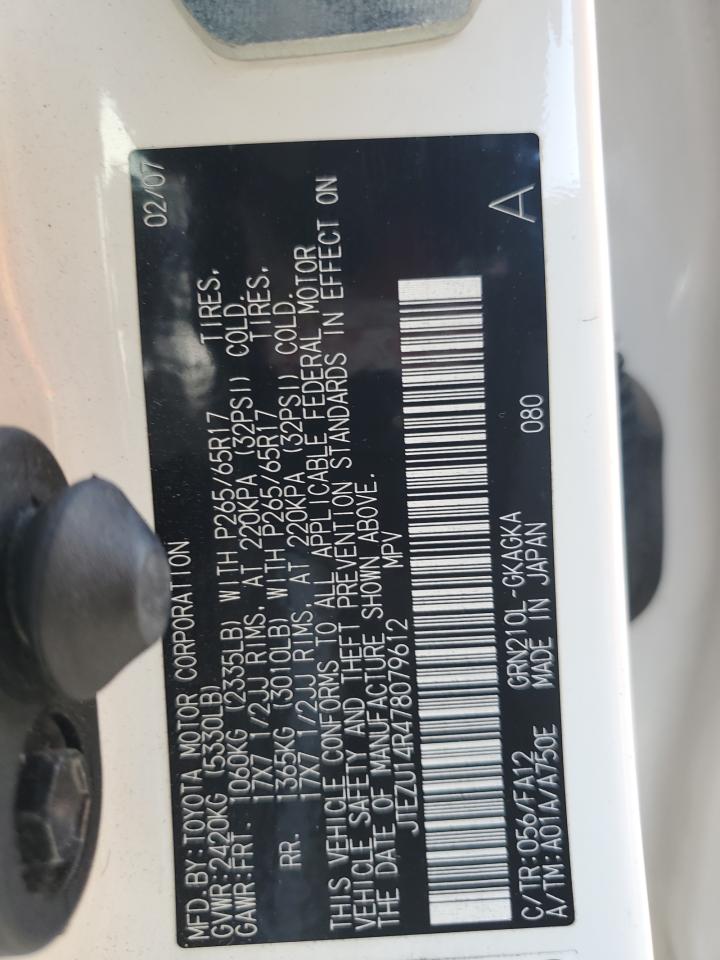 MFD. BY: TOYOTA MOTOR CORPORATION 02/07
GVWR: 2420KG (5330LB)
GAWR: FRT. 1060KG (2335LB) WITH P265/65R17 TIRES,
17X7 1/2JJ RIMS, AT 220KPA (32PSI) COLD.
RR. 1365KG (3010LB) WITH P265/65R17 TIRES,
17X7 1/2JJ RIMS, AT 220KPA (32PSI) COLD.
THIS VEHICLE CONFORMS TO ALL APPLICABLE FEDERAL MOTOR
VEHICLE SAFETY AND THEFT PREVENTION STANDARDS IN EFFECT ON
THE DATE OF MANUFACTURE SHOWN ABOVE.
JTEZU14R478079612 MPV
C/TR: 056/FA12 GRN210L-GKAGKA 080 A
A/TM: A01A/A750E MADE IN JAPAN